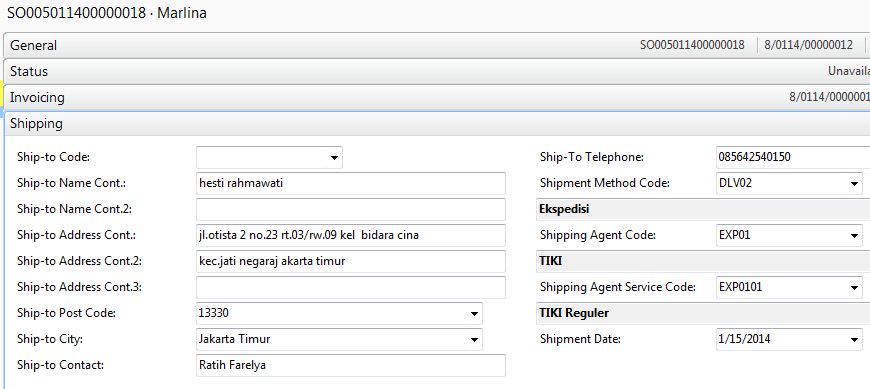 SO005011400000018 · Marlina
General SO005011400000018 8/0114/00000012
Status Unavaila
Invoicing 8/0114/0000001
Shipping
Ship-to Code: Ship-To Telephone: 085642540150
Ship-to Name Cont.: hesti rahmawati Shipment Method Code: DLV02
Ship-to Name Cont.2: Ekspedisi
Ship-to Address Cont.: jl.otista 2 no.23 rt.03/rw.09 kel bidara cina Shipping Agent Code: EXP01
Ship-to Address Cont.2: kec.jati negaraj akarta timur TIKI
Ship-to Address Cont.3: Shipping Agent Service Code: EXP0101
Ship-to Post Code: 13330 TIKI Reguler
Ship-to City: Jakarta Timur Shipment Date: 1/15/2014
Ship-to Contact: Ratih Farelya